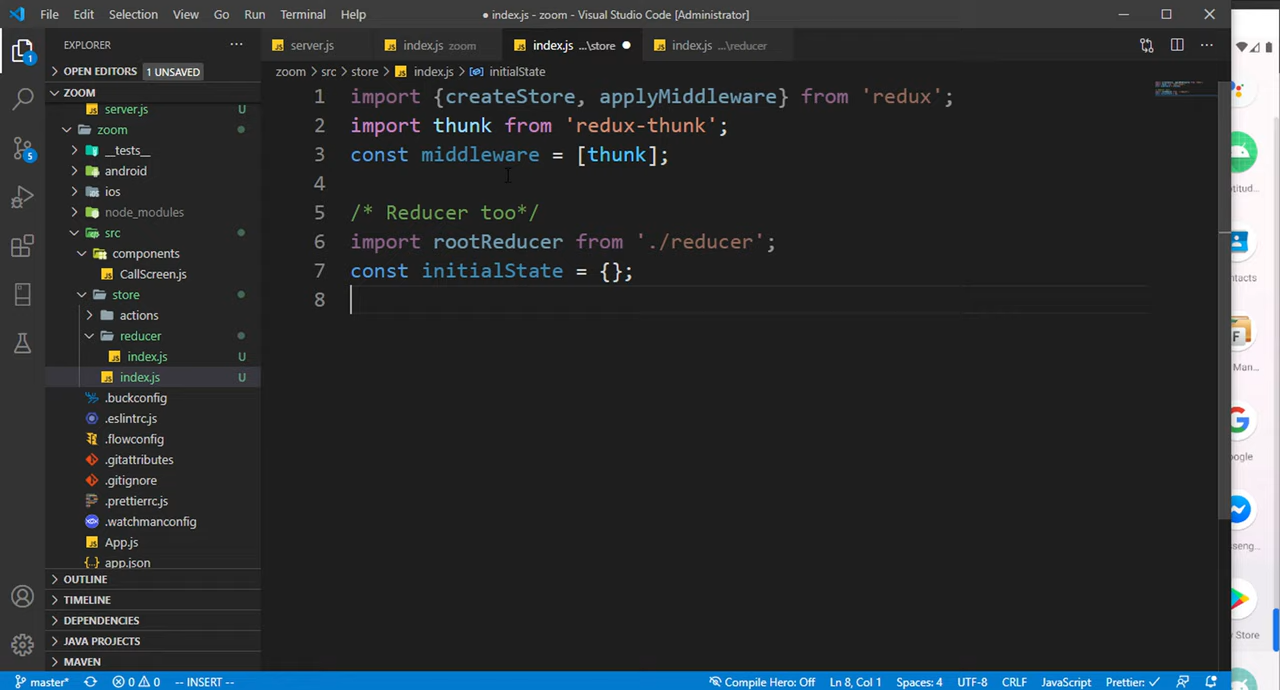 File Edit Selection View Go Run Terminal Help
● index.js - zoom - Visual Studio Code [Administrator]
EXPLORER
server.js
index.js zoom
index.js ...\store
index.js ...\reducer
OPEN EDITORS 1 UNSAVED
zoom > src > store > index.js > initialState
ZOOM
server.js U
zoom
__tests__
android
ios
node_modules
src
components
CallScreen.js
store
actions
reducer
index.js U
index.js U
.buckconfig
.eslintrc.js
.flowconfig
.gitattributes
.gitignore
.prettierrc.js
.watchmanconfig
App.js
app.json
OUTLINE
TIMELINE
DEPENDENCIES
JAVA PROJECTS
MAVEN
1 import {createStore, applyMiddleware} from 'redux';
2 import thunk from 'redux-thunk';
3 const middleware = [thunk];
4
5 /* Reducer too*/
6 import rootReducer from './reducer';
7 const initialState = {};
8
1
5
master* 0 0 -- INSERT --
Compile Hero: Off Ln 8, Col 1 Spaces: 4 UTF-8 CRLF JavaScript Prettier: ✓